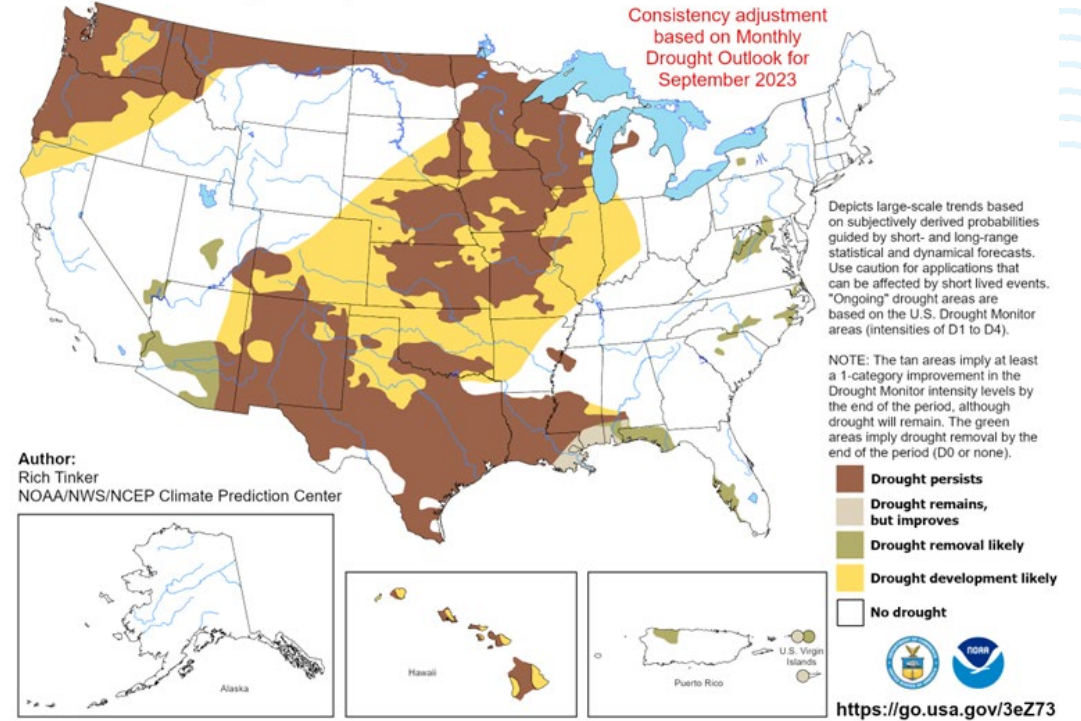 Consistency adjustment
based on Monthly
Drought Outlook for
September 2023
Depicts large-scale trends based
on subjectively derived probabilities
guided by short- and long-range
statistical and dynamical forecasts.
Use caution for applications that
can be affected by short lived events.
"Ongoing" drought areas are
based on the U.S. Drought Monitor
areas (intensities of D1 to D4).
NOTE: The tan areas imply at least
a 1-category improvement in the
Drought Monitor intensity levels by
the end of the period, although
drought will remain. The green
areas imply drought removal by the
end of the period (D0 or none).
Author:
Rich Tinker
NOAA/NWS/NCEP Climate Prediction Center
Drought persists
Drought remains,
but improves
Drought removal likely
Drought development likely
No drought
Alaska
Hawaii
Puerto Rico
U.S. Virgin
Islands
NOAA
https://go.usa.gov/3eZ73